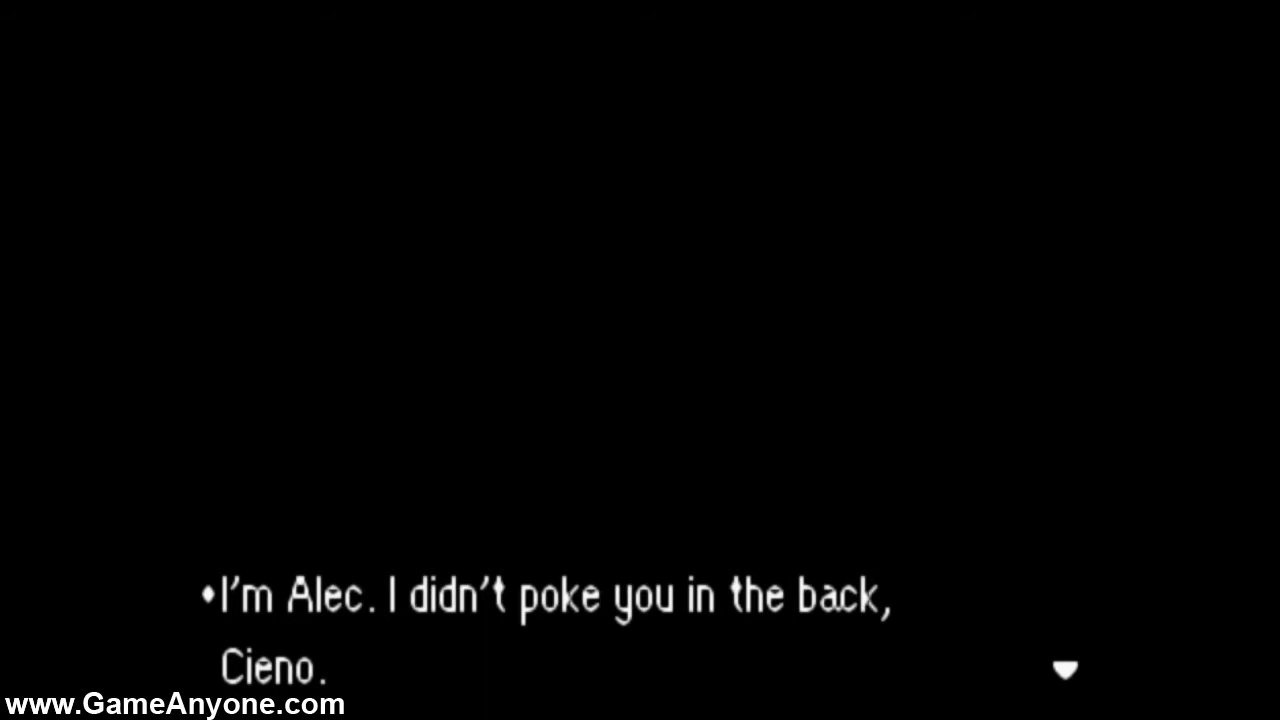 •I'm Alec. I didn't poke you in the back,
Cieno.
www.GameAnyone.com